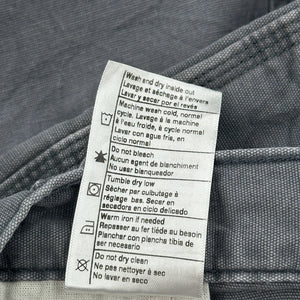 Wash and dry inside out
Lavage et séchage à l'envers
Lavar y secar por el revés
Machine wash cold, normal
cycle. Lavage à la machine
à l'eau froide, à cycle normal
Lavar con agua fría, en
ciclo normal
Do not bleach
Aucun agent de blanchiment
No usar blanqueador
Tumble dry low
Sécher par culbutage à
réglage bas. Secar en
secadora en ciclo delicado
Warm iron if needed
Repasser au fer tiède ou moyen
Planchar con plancha tibia de
ser necesario
Do not dry clean
Ne pas nettoyer à sec
No lavar en seco